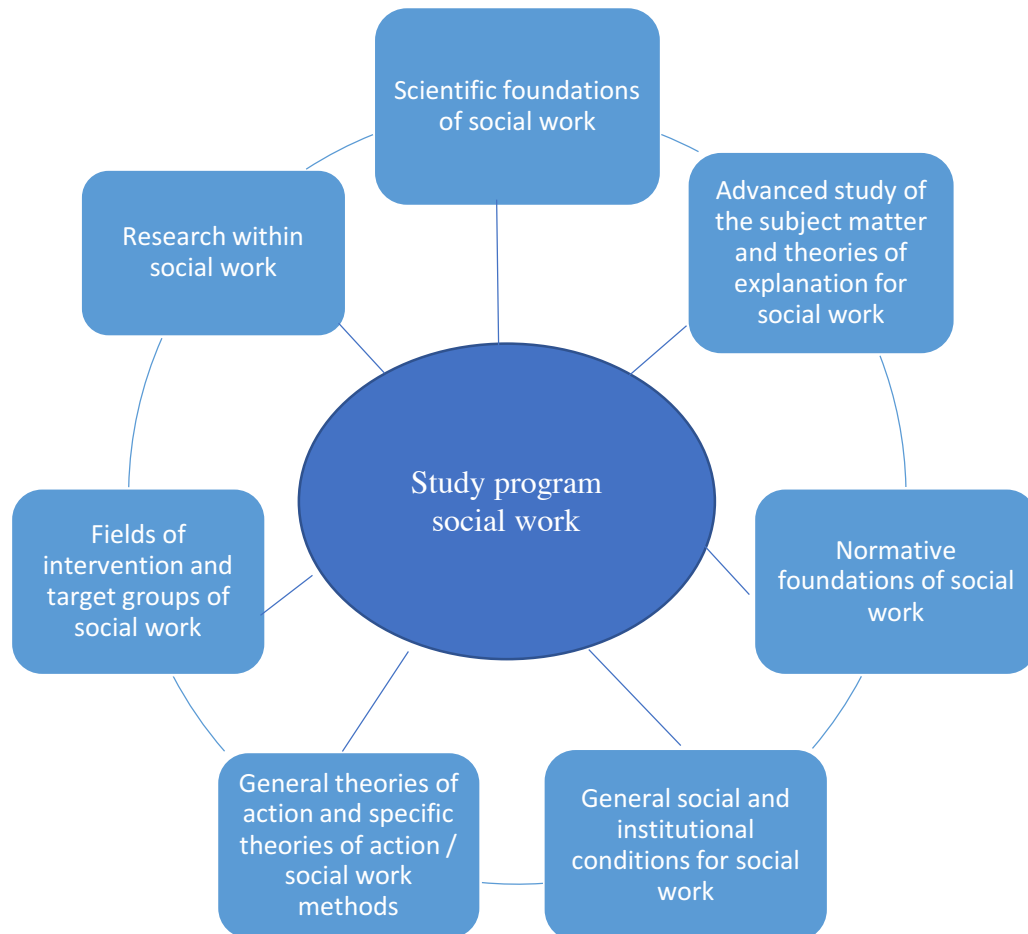 Scientific foundations
of social work
Advanced study of
the subject matter
and theories of
explanation for
social work
Normative
foundations of social
work
General social and
institutional
conditions for social
work
General theories of
action and specific
theories of action /
social work
methods
Fields of
intervention and
target groups of
social work
Research within
social work
Study program
social work